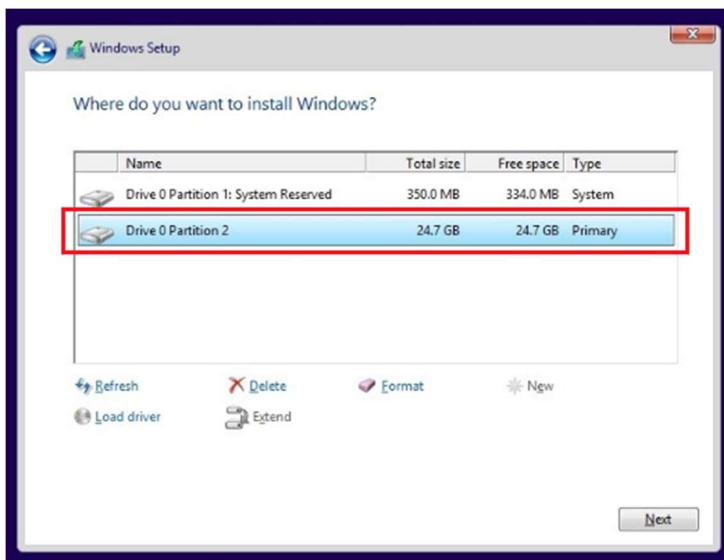 Windows Setup
Where do you want to install Windows?
Name Total size Free space Type
Drive 0 Partition 1: System Reserved 350.0 MB 334.0 MB System
Drive 0 Partition 2 24.7 GB 24.7 GB Primary
Refresh Delete Format New
Load driver Extend
Next